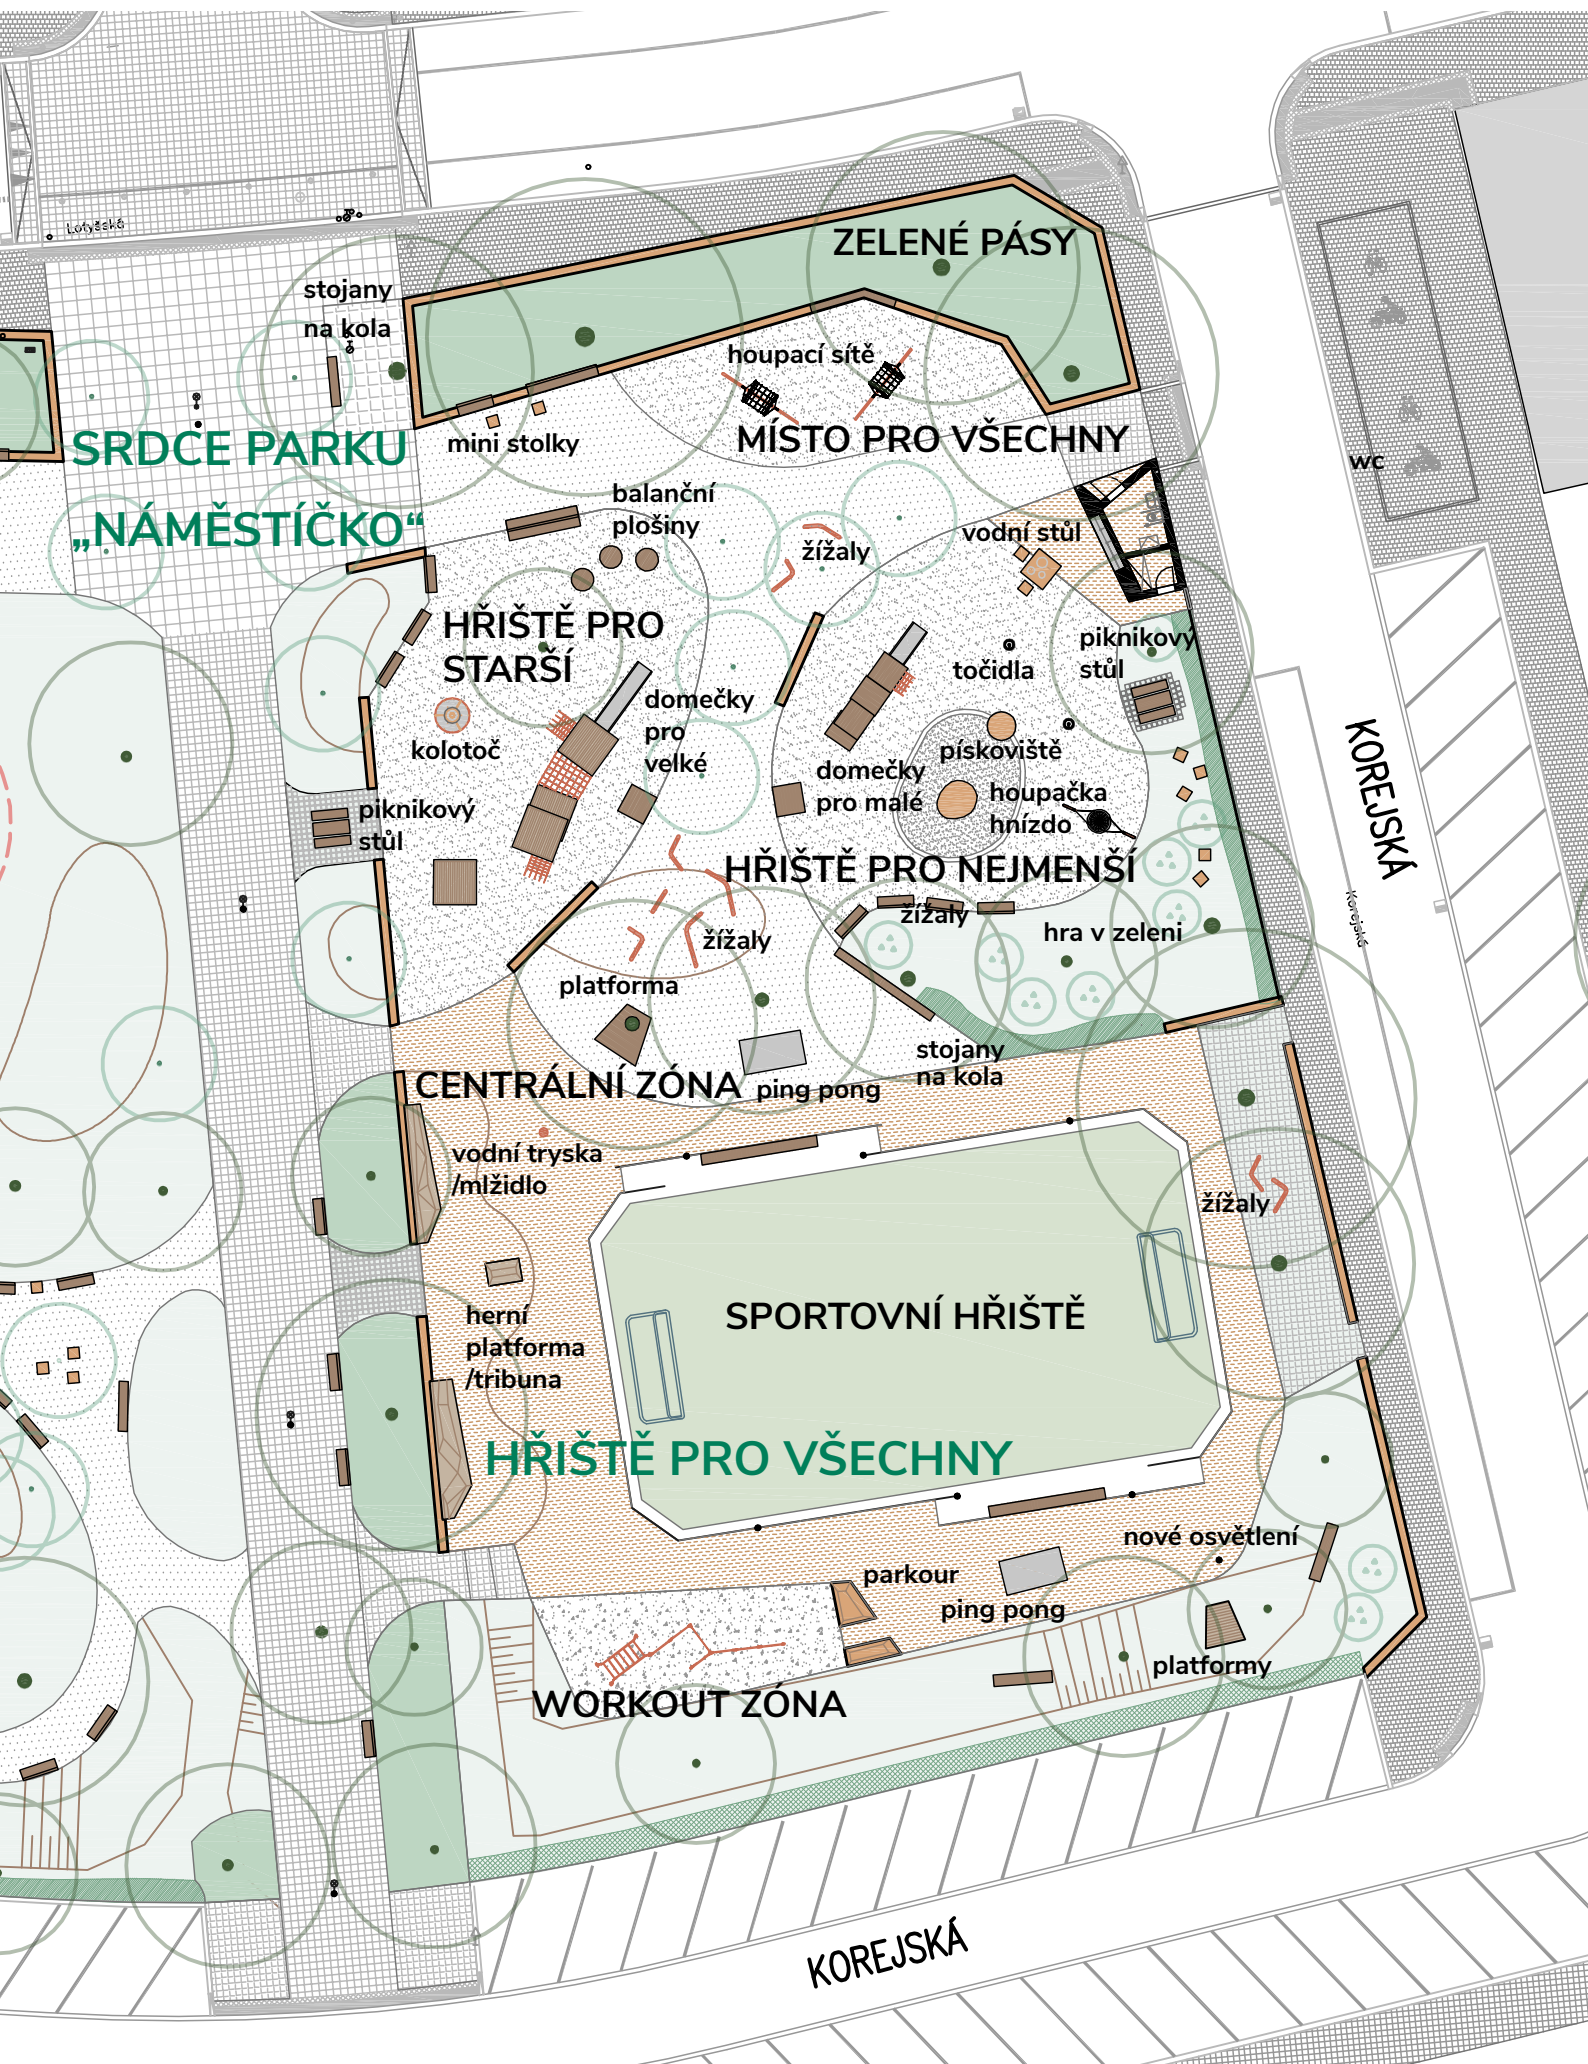 Lotyšská
ZELENÉ PÁSY
stojany
na kola
houpací sítě
mini stolky
MÍSTO PRO VŠECHNY
SRDCE PARKU
„NÁMĚSTÍČKO“
WC
balanční
plošiny
žížaly
vodní stůl
HŘIŠTĚ PRO
STARŠÍ
piknikový
stůl
točidla
domečky
pro
velké
kolotoč
pískoviště
domečky
pro malé
houpačka
hnízdo
piknikový
stůl
KOREJSKÁ
Korejská
HŘIŠTĚ PRO NEJMENŠÍ
žížaly
žížaly
hra v zeleni
platforma
stojany
na kola
CENTRÁLNÍ ZÓNA
ping pong
vodní tryska
/mlžidlo
žížaly
herní
platforma
/tribuna
SPORTOVNÍ HŘIŠTĚ
HŘIŠTĚ PRO VŠECHNY
nové osvětlení
parkour
ping pong
platformy
WORKOUT ZÓNA
KOREJSKÁ